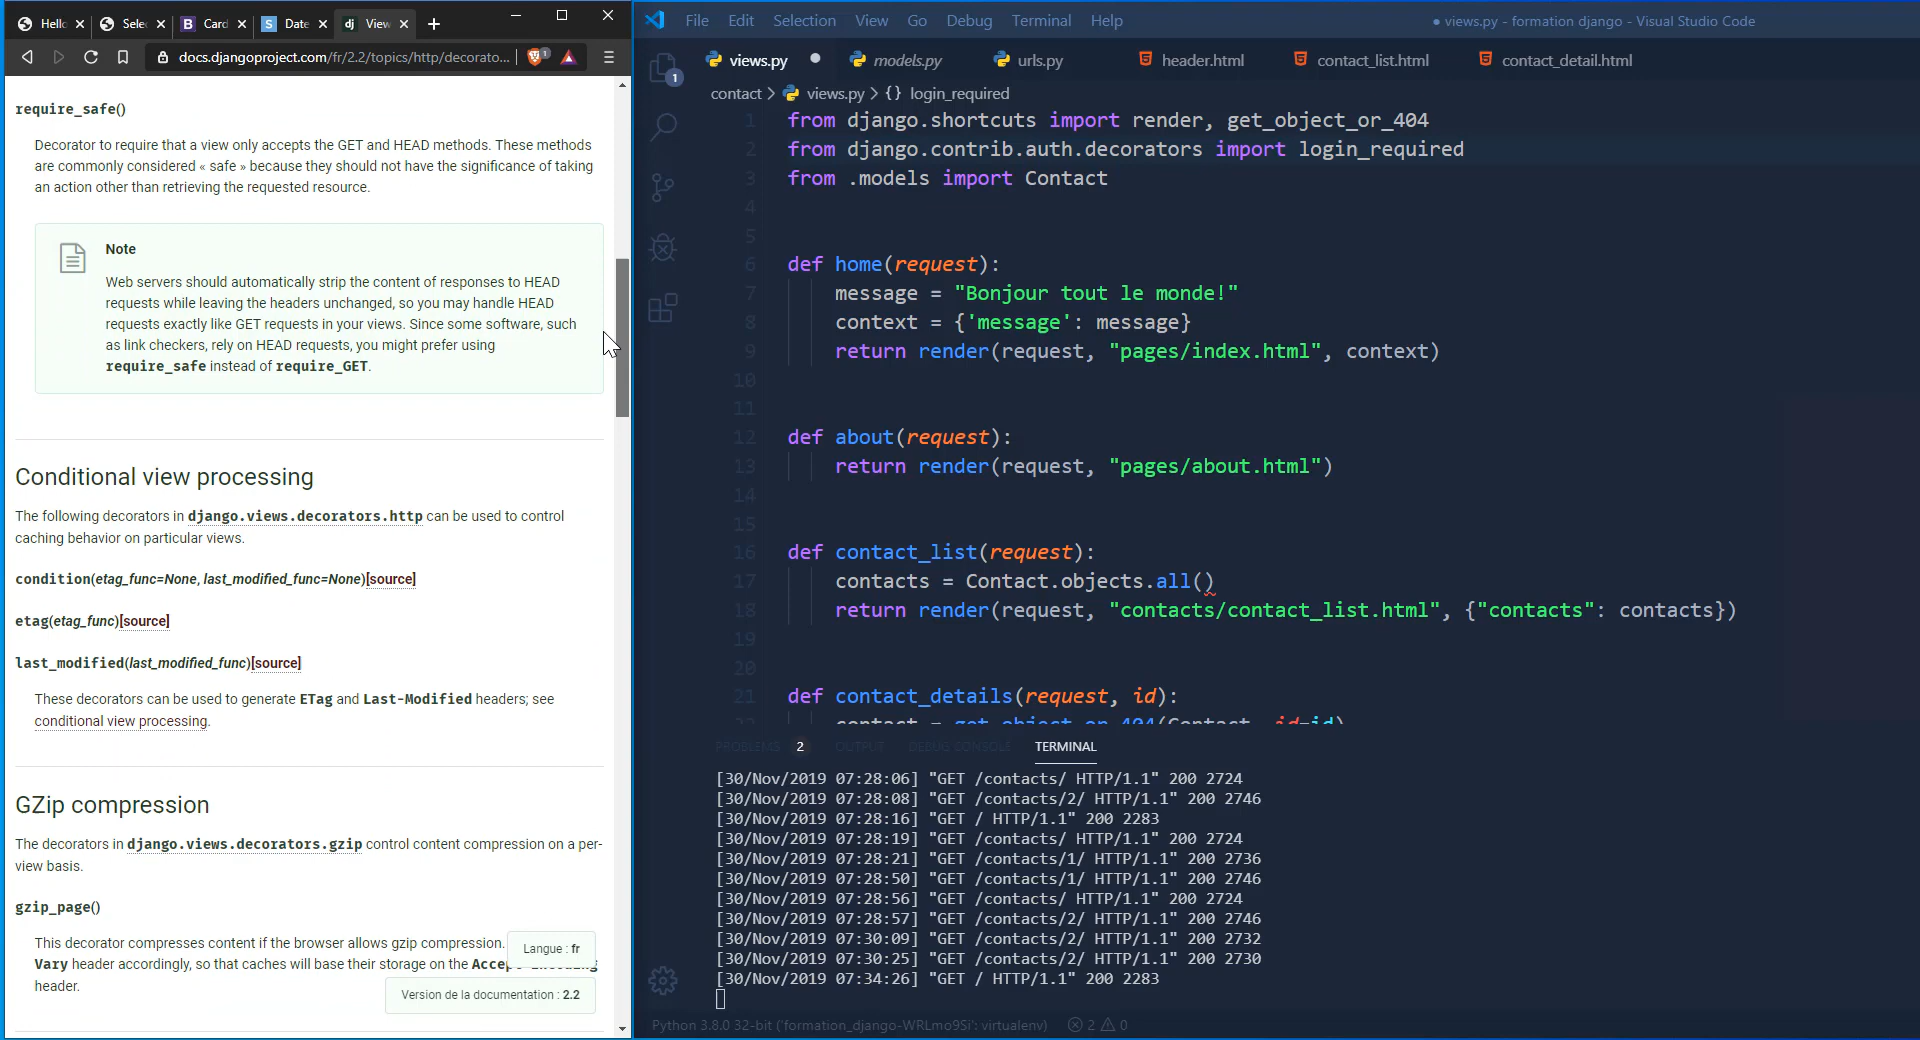 Hello
Selec
Card
Date
View
docs.djangoproject.com/fr/2.2/topics/http/decorato...
1
require_safe()
Decorator to require that a view only accepts the GET and HEAD methods. These methods
are commonly considered « safe » because they should not have the significance of taking
an action other than retrieving the requested resource.
Note
Web servers should automatically strip the content of responses to HEAD
requests while leaving the headers unchanged, so you may handle HEAD
requests exactly like GET requests in your views. Since some software, such
as link checkers, rely on HEAD requests, you might prefer using
require_safe instead of require_GET.
Conditional view processing
The following decorators in django.views.decorators.http can be used to control
caching behavior on particular views.
condition(etag_func=None, last_modified_func=None)[source]
etag(etag_func)[source]
last_modified(last_modified_func)[source]
These decorators can be used to generate ETag and Last-Modified headers; see
conditional view processing.
GZip compression
The decorators in django.views.decorators.gzip control content compression on a per-
view basis.
gzip_page()
This decorator compresses content if the browser allows gzip compression.
Vary header accordingly, so that caches will base their storage on the
header.
Langue : fr
Version de la documentation : 2.2
File Edit Selection View Go Debug Terminal Help
● views.py - formation django - Visual Studio Code
1
views.py ● models.py urls.py header.html contact_list.html contact_detail.html
contact > views.py > {} login_required
1 from django.shortcuts import render, get_object_or_404
2 from django.contrib.auth.decorators import login_required
3 from .models import Contact
4
5
6 def home(request):
7 message = "Bonjour tout le monde!"
8 context = {'message': message}
9 return render(request, "pages/index.html", context)
10
11
12 def about(request):
13 return render(request, "pages/about.html")
14
15
16 def contact_list(request):
17 contacts = Contact.objects.all()
18 return render(request, "contacts/contact_list.html", {"contacts": contacts})
19
20
21 def contact_details(request, id):
22 contact = get_object_or_404(Contact, id=id)
PROBLEMS 2 OUTPUT DEBUG CONSOLE TERMINAL
[30/Nov/2019 07:28:06] "GET /contacts/ HTTP/1.1" 200 2724
[30/Nov/2019 07:28:08] "GET /contacts/2/ HTTP/1.1" 200 2746
[30/Nov/2019 07:28:16] "GET / HTTP/1.1" 200 2283
[30/Nov/2019 07:28:19] "GET /contacts/ HTTP/1.1" 200 2724
[30/Nov/2019 07:28:21] "GET /contacts/1/ HTTP/1.1" 200 2736
[30/Nov/2019 07:28:50] "GET /contacts/1/ HTTP/1.1" 200 2746
[30/Nov/2019 07:28:56] "GET /contacts/ HTTP/1.1" 200 2724
[30/Nov/2019 07:28:57] "GET /contacts/2/ HTTP/1.1" 200 2746
[30/Nov/2019 07:30:09] "GET /contacts/2/ HTTP/1.1" 200 2732
[30/Nov/2019 07:30:25] "GET /contacts/2/ HTTP/1.1" 200 2730
[30/Nov/2019 07:34:26] "GET / HTTP/1.1" 200 2283
Python 3.8.0 32-bit ('formation_django-WRLmo9Si': virtualenv) 2 0